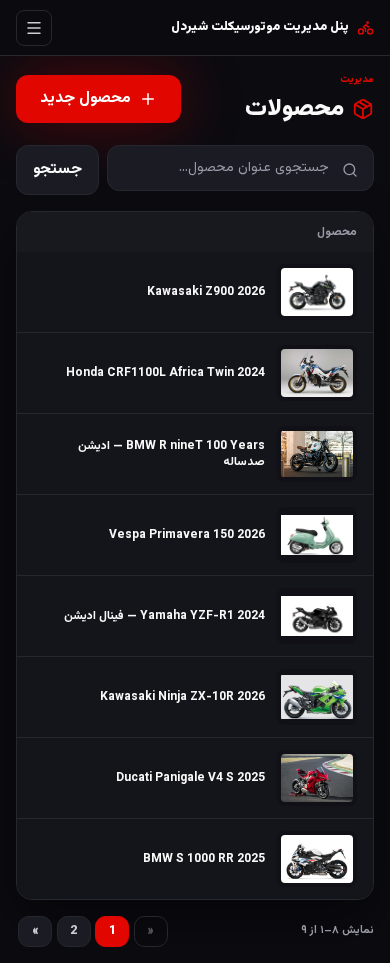 پنل مدیریت موتورسیکلت شیردل
مدیریت
محصولات
محصول جدید
جستجوی عنوان محصول...
جستجو
محصول
Kawasaki Z900 2026
Honda CRF1100L Africa Twin 2024
BMW R nineT 100 Years — ادیشن
صدساله
Vespa Primavera 150 2026
Yamaha YZF-R1 2024 — فینال ادیشن
Kawasaki Ninja ZX-10R 2026
Ducati Panigale V4 S 2025
BMW S 1000 RR 2025
نمایش ۱–۸ از ۹
« 1 2 »